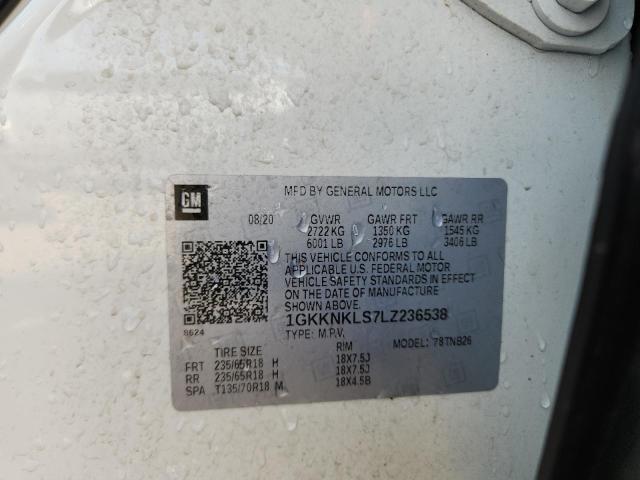 GM
MFD BY GENERAL MOTORS LLC
08/20 GVWR GAWR FRT GAWR RR
2722 KG 1350 KG 1545 KG
6001 LB 2976 LB 3406 LB
THIS VEHICLE CONFORMS TO ALL
APPLICABLE U.S. FEDERAL MOTOR
VEHICLE SAFETY STANDARDS
IN EFFECT ON THE DATE OF MANUFACTURE
SHOWN ABOVE.
1GKKNKLS7LZ236538
8624
TYPE: M.P.V. MODEL: 78TNB26
TIRE SIZE RIM
FRT 235/65R18 H 18X7.5J
RR 235/65R18 H 18X7.5J
SPA T135/70R18 M 18X4.5B